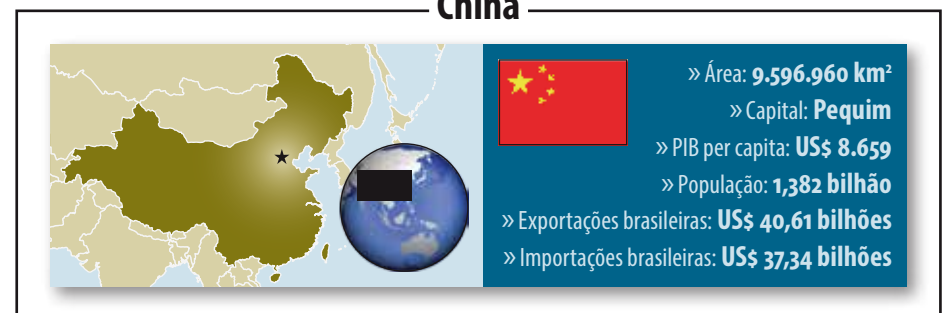 China
» Área: 9.596.960 km²
» Capital: Pequim
» PIB per capita: US$ 8.659
» População: 1,382 bilhão
» Exportações brasileiras: US$ 40,61 bilhões
» Importações brasileiras: US$ 37,34 bilhões